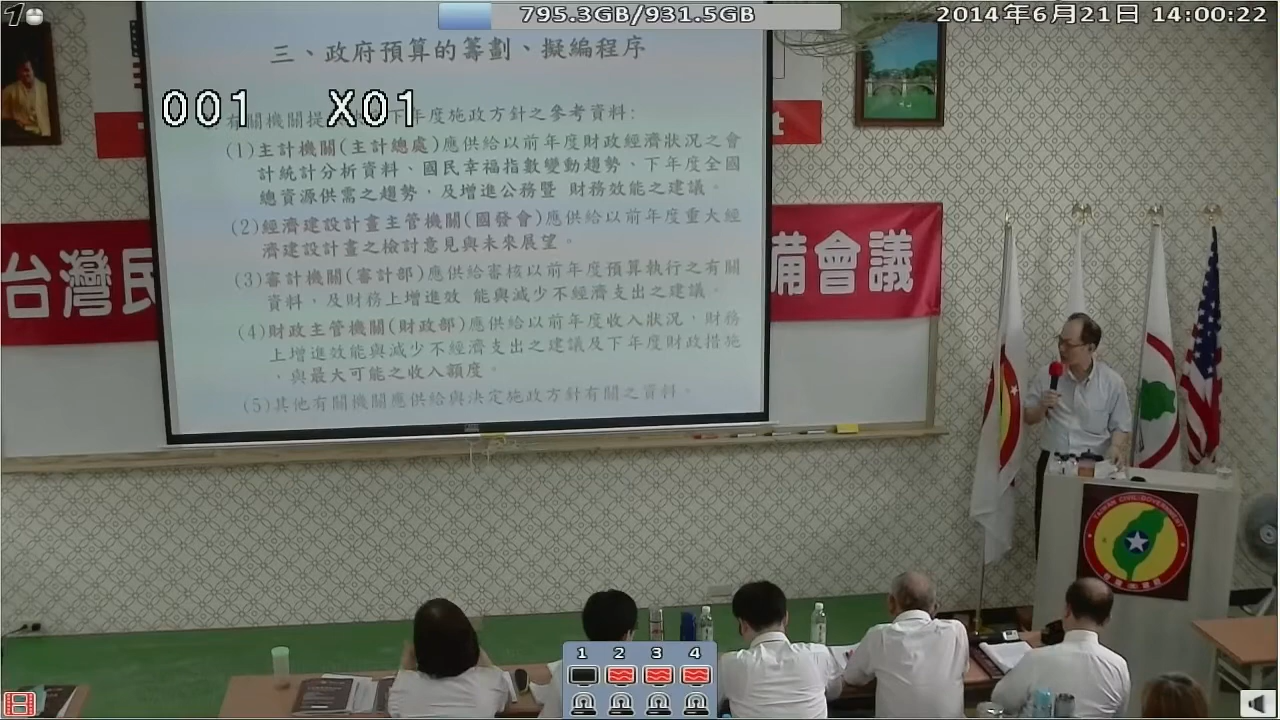 795.3GB/931.5GB
2014年6月21日 14:00:22
三、政府預算的籌劃、擬編程序
001 X01
有關機關提 下年度施政方針之參考資料:
(1)主計機關(主計總處)應供給以前年度財政經濟狀況之會
計統計分析資料、國民幸福指數變動趨勢、下年度全國
總資源供需之趨勢，及增進公務暨 財務效能之建議。
(2)經濟建設計畫主管機關(國發會)應供給以前年度重大經
濟建設計畫之檢討意見與未來展望。
(3)審計機關(審計部)應供給審核以前年度預算執行之有關
資料，及財務上增進效 能與減少不經濟支出之建議。
(4)財政主管機關(財政部)應供給以前年度收入狀況，財務
上增進效能與減少不經濟支出之建議及下年度財政措施
、與最大可能之收入額度。
(5)其他有關機關應供給與決定施政方針有關之資料。
台灣民
備會議
t
TAIWAN CIVIL GOVERNMENT
1 2 3 4